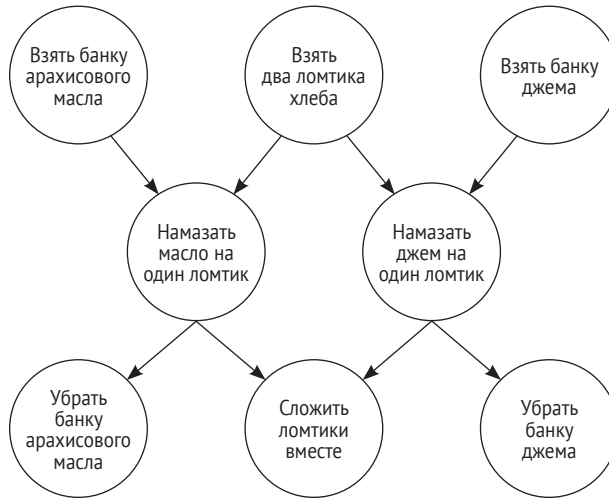 Взять банку
арахисового
масла
Взять
два ломтика
хлеба
Взять банку
джема
Намазать
масло на
один ломтик
Намазать
джем на
один ломтик
Убрать
банку
арахисового
масла
Сложить
ломтики
вместе
Убрать
банку
джема